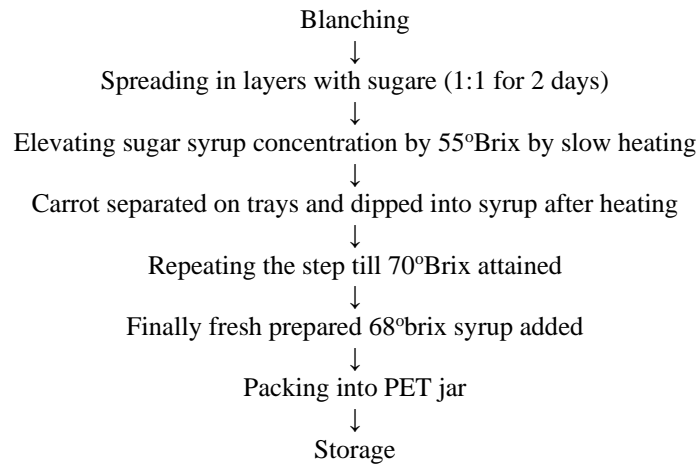 Blanching
↓
Spreading in layers with sugare (1:1 for 2 days)
↓
Elevating sugar syrup concentration by 55°Brix by slow heating
↓
Carrot separated on trays and dipped into syrup after heating
↓
Repeating the step till 70°Brix attained
↓
Finally fresh prepared 68°brix syrup added
↓
Packing into PET jar
↓
Storage